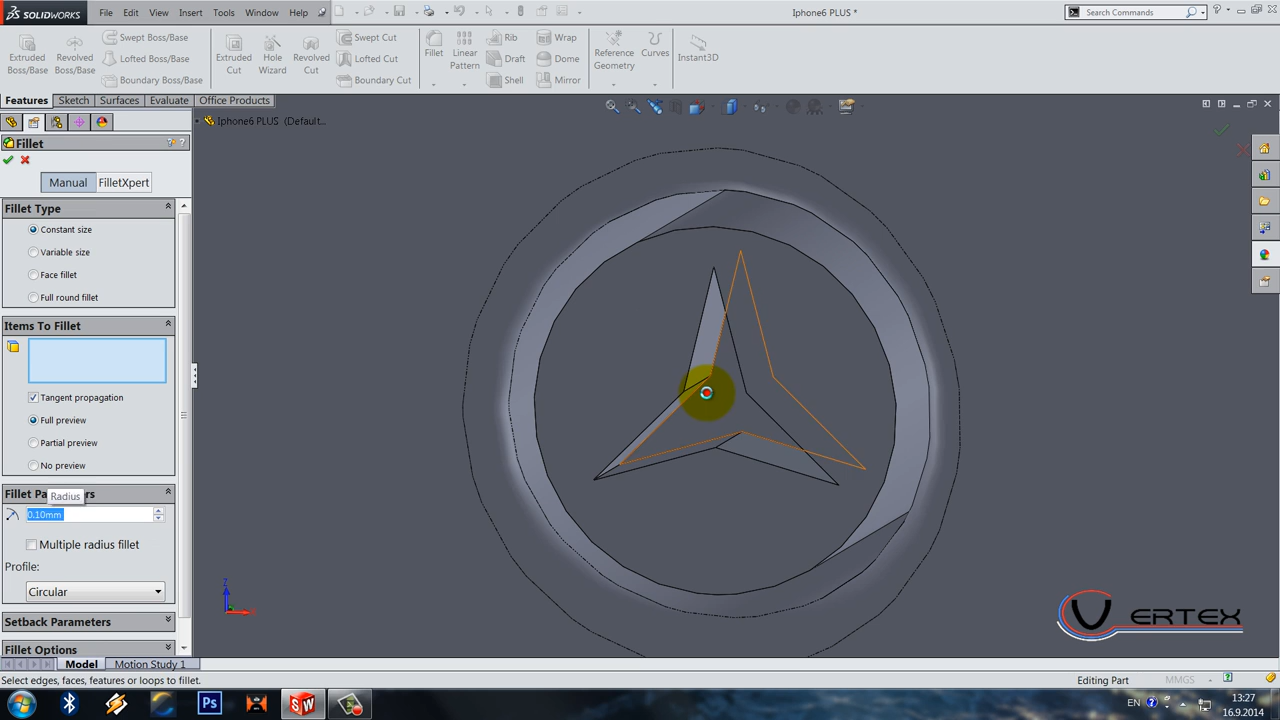 SOLIDWORKS File Edit View Insert Tools Window Help Iphone6 PLUS * Search Commands
Extruded Boss/Base Revolved Boss/Base Swept Boss/Base Lofted Boss/Base Boundary Boss/Base Extruded Cut Hole Wizard Revolved Cut Swept Cut Lofted Cut Boundary Cut Fillet Linear Pattern Rib Draft Shell Wrap Dome Mirror Reference Geometry Curves Instant3D
Features Sketch Surfaces Evaluate Office Products
Iphone6 PLUS (Default...
Fillet
Manual FilletXpert
Fillet Type
Constant size
Variable size
Face fillet
Full round fillet
Items To Fillet
Tangent propagation
Full preview
Partial preview
No preview
Radius
0.10mm
Multiple radius fillet
Profile:
Circular
Setback Parameters
Fillet Options
VERTEX
Model Motion Study 1
Select edges, faces, features or loops to fillet. Editing Part MMGS
Ps SW EN 13:27
16.9.2014